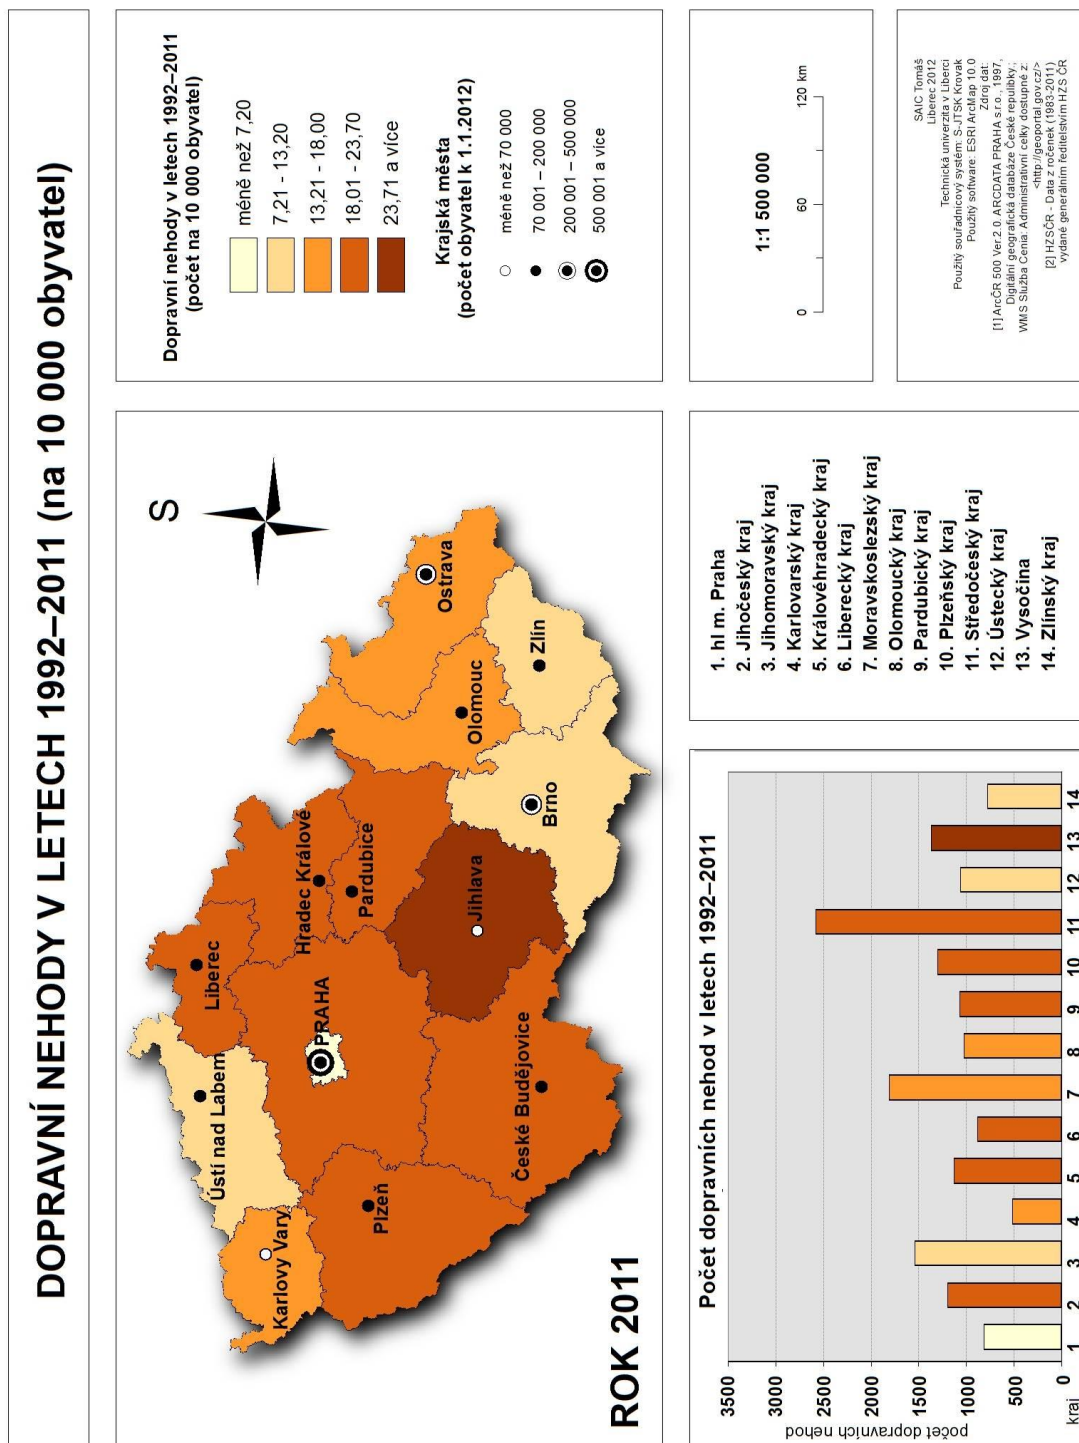 DOPRAVNÍ NEHODY V LETECH 1992–2011 (na 10 000 obyvatel)
S
Ústí nad Labem
Liberec
Karlovy Vary
PRAHA
Hradec Králové
Pardubice
Plzeň
Ostrava
Olomouc
Jihlava
České Budějovice
Brno
Zlín
ROK 2011
Dopravní nehody v letech 1992–2011
(počet na 10 000 obyvatel)
méně než 7,20
7,21 - 13,20
13,21 - 18,00
18,01 - 23,70
23,71 a více
Krajská města
(počet obyvatel k 1.1.2012)
méně než 70 000
70 001 – 200 000
200 001 – 500 000
500 001 a více
Počet dopravních nehod v letech 1992–2011
počet dopravních nehod
3500
3000
2500
2000
1500
1000
500
0
kraj
1 2 3 4 5 6 7 8 9 10 11 12 13 14
1. hl m. Praha
2. Jihočeský kraj
3. Jihomoravský kraj
4. Karlovarský kraj
5. Královéhradecký kraj
6. Liberecký kraj
7. Moravskoslezský kraj
8. Olomoucký kraj
9. Pardubický kraj
10. Plzeňský kraj
11. Středočeský kraj
12. Ústecký kraj
13. Vysočina
14. Zlínský kraj
1:1 500 000
0 60 120 km
SAIC Tomáš
Liberec 2012
Technická univerzita v Liberci
Použitý souřadnicový systém: S-JTSK Krovak
Použitý software: ESRI ArcMap 10.0
Zdroj dat:
[1] ArcČR 500 Ver.2.0. ARCDATA PRAHA s.r.o., 1997,
Digitální geografická databáze České republibky.;
WMS Služba Cenia: Administrativní celky dostupné z:
<http://geoportal.gov.cz/>
[2] HZSČR - Data z ročenek (1983-2011)
vydané generálním ředitelstvím HZS ČR